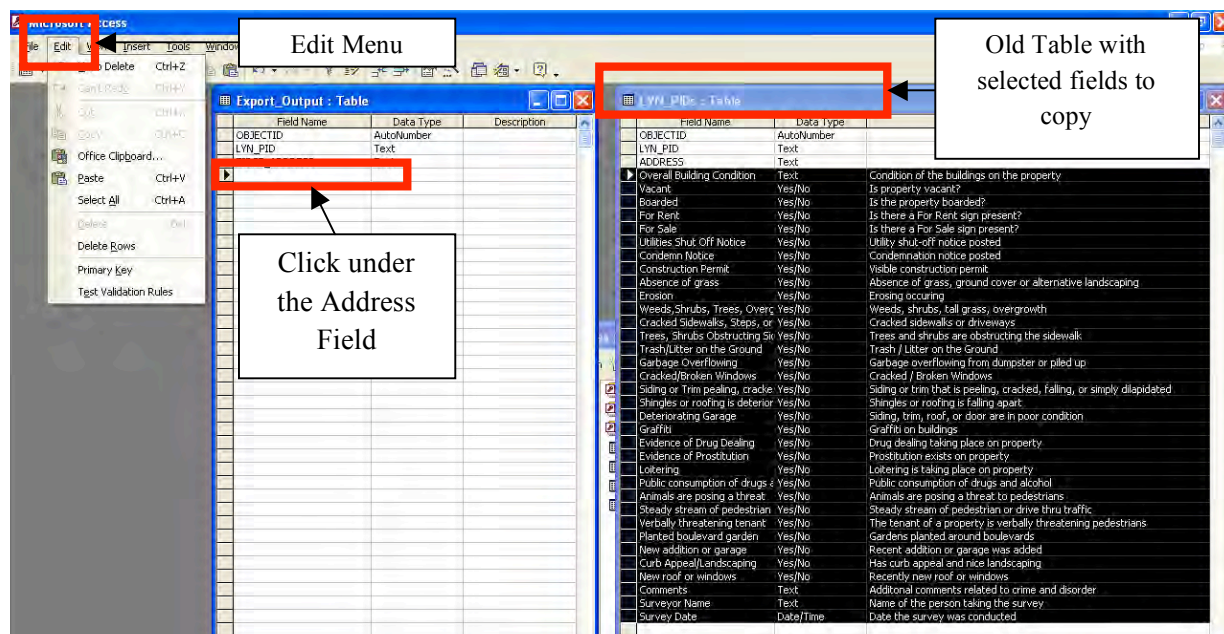 Microsoft Access
File Edit View Insert Tools Window
Edit Menu
Old Table with
selected fields to
copy
Undo Delete Ctrl+Z
Can't Redo Ctrl+Y
Cut Ctrl+X
Copy Ctrl+C
Office Clipboard...
Paste Ctrl+V
Select All Ctrl+A
Delete Del
Delete Rows
Primary Key
Test Validation Rules
Export_Output : Table
Field Name Data Type Description
OBJECTID AutoNumber
LYN_PID Text
Click under
the Address
Field
LYN_PIDs : Table
Field Name Data Type
OBJECTID AutoNumber
LYN_PID Text
ADDRESS Text
Overall Building Condition Text Condition of the buildings on the property
Vacant Yes/No Is property vacant?
Boarded Yes/No Is the property boarded?
For Rent Yes/No Is there a For Rent sign present?
For Sale Yes/No Is there a For Sale sign present?
Utilities Shut Off Notice Yes/No Utility shut-off notice posted
Condemn Notice Yes/No Condemnation notice posted
Construction Permit Yes/No Visible construction permit
Absence of grass Yes/No Absence of grass, ground cover or alternative landscaping
Erosion Yes/No Erosing occuring
Weeds,Shrubs, Trees, Overg Yes/No Weeds, shrubs, tall grass, overgrowth
Cracked Sidewalks, Steps, or Yes/No Cracked sidewalks or driveways
Trees, Shrubs Obstructing Sid Yes/No Trees and shrubs are obstructing the sidewalk
Trash/Litter on the Ground Yes/No Trash / Litter on the Ground
Garbage Overflowing Yes/No Garbage overflowing from dumpster or piled up
Cracked/Broken Windows Yes/No Cracked / Broken Windows
Siding or Trim pealing, cracke Yes/No Siding or trim that is peeling, cracked, falling, or simply dilapidated
Shingles or roofing is deterior Yes/No Shingles or roofing is falling apart
Deteriorating Garage Yes/No Siding, trim, roof, or door are in poor condition
Graffiti Yes/No Graffiti on buildings
Evidence of Drug Dealing Yes/No Drug dealing taking place on property
Evidence of Prostitution Yes/No Prostitution exists on property
Loitering Yes/No Loitering is taking place on property
Public consumption of drugs a Yes/No Public consumption of drugs and alcohol
Animals are posing a threat Yes/No Animals are posing a threat to pedestrians
Steady stream of pedestrian Yes/No Steady stream of pedestrian or drive thru traffic
Verbally threatening tenant Yes/No The tenant of a property is verbally threatening pedestrians
Planted boulevard garden Yes/No Gardens planted around boulevards
New addition or garage Yes/No Recent addition or garage was added
Curb Appeal/Landscaping Yes/No Has curb appeal and nice landscaping
New roof or windows Yes/No Recently new roof or windows
Comments Text Additonal comments related to crime and disorder
Surveyor Name Text Name of the person taking the survey
Survey Date Date/Time Date the survey was conducted